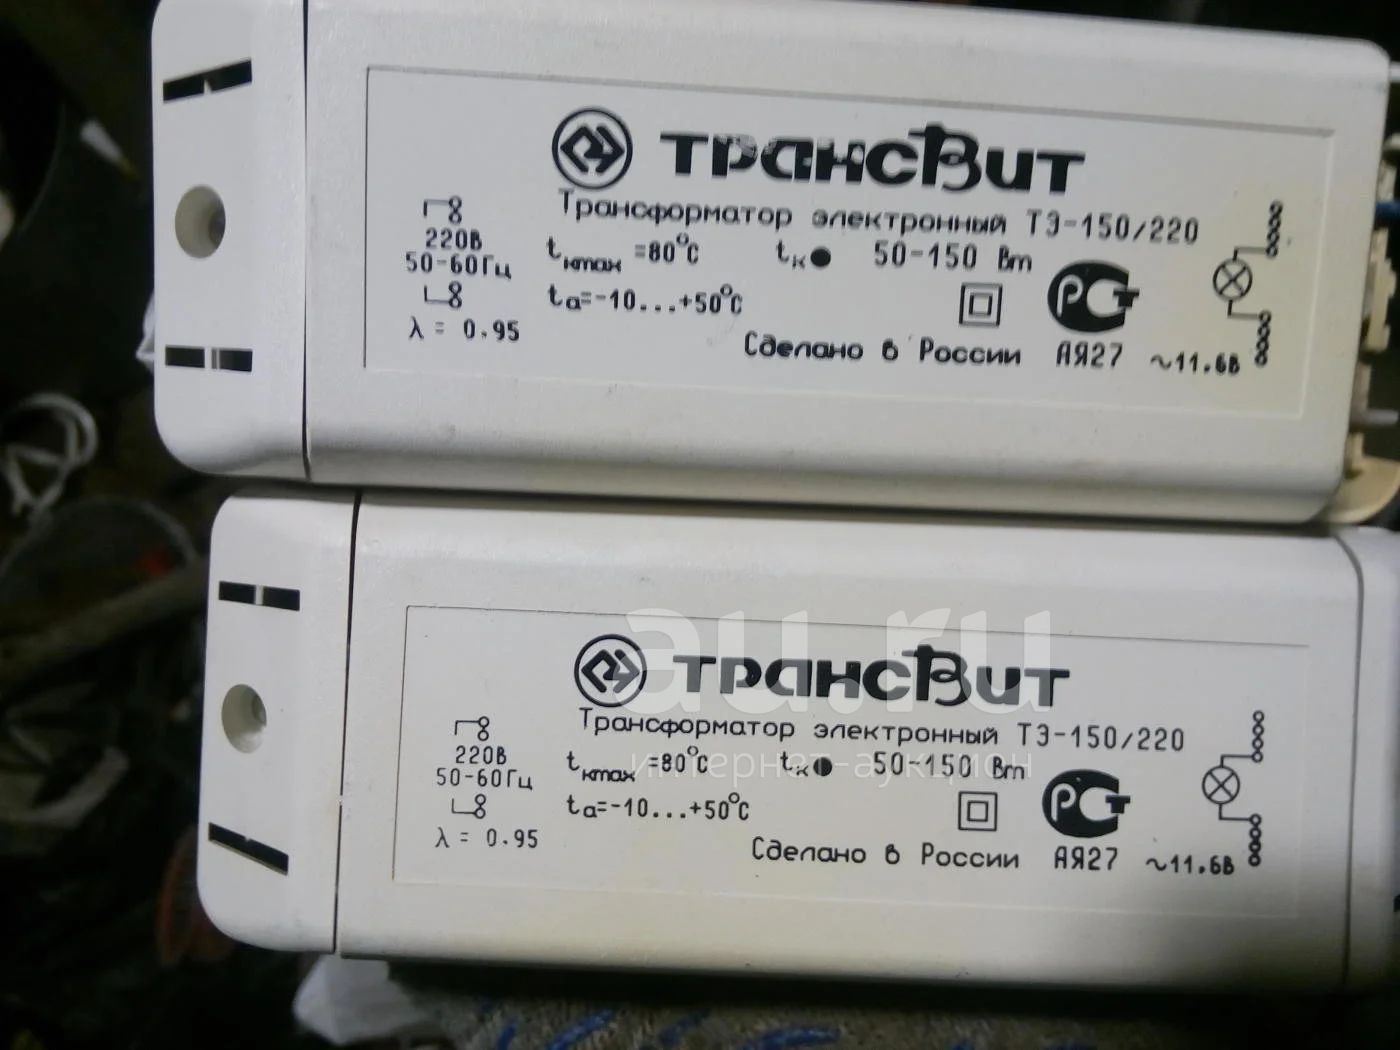 трансВит
Трансформатор электронный ТЭ-150/220
220В
50-60Гц
tкmax =80°C tк 50-150 Вт
tа=-10...+50°C
λ = 0.95
РСТ
Сделано в России АЯ27 ~11.6В
трансВит
Трансформатор электронный ТЭ-150/220
220В
50-60Гц
tкmax =80°C tк 50-150 Вт
tа=-10...+50°C
λ = 0.95
РСТ
Сделано в России АЯ27 ~11.6В
au.ru
интернет-аукцион